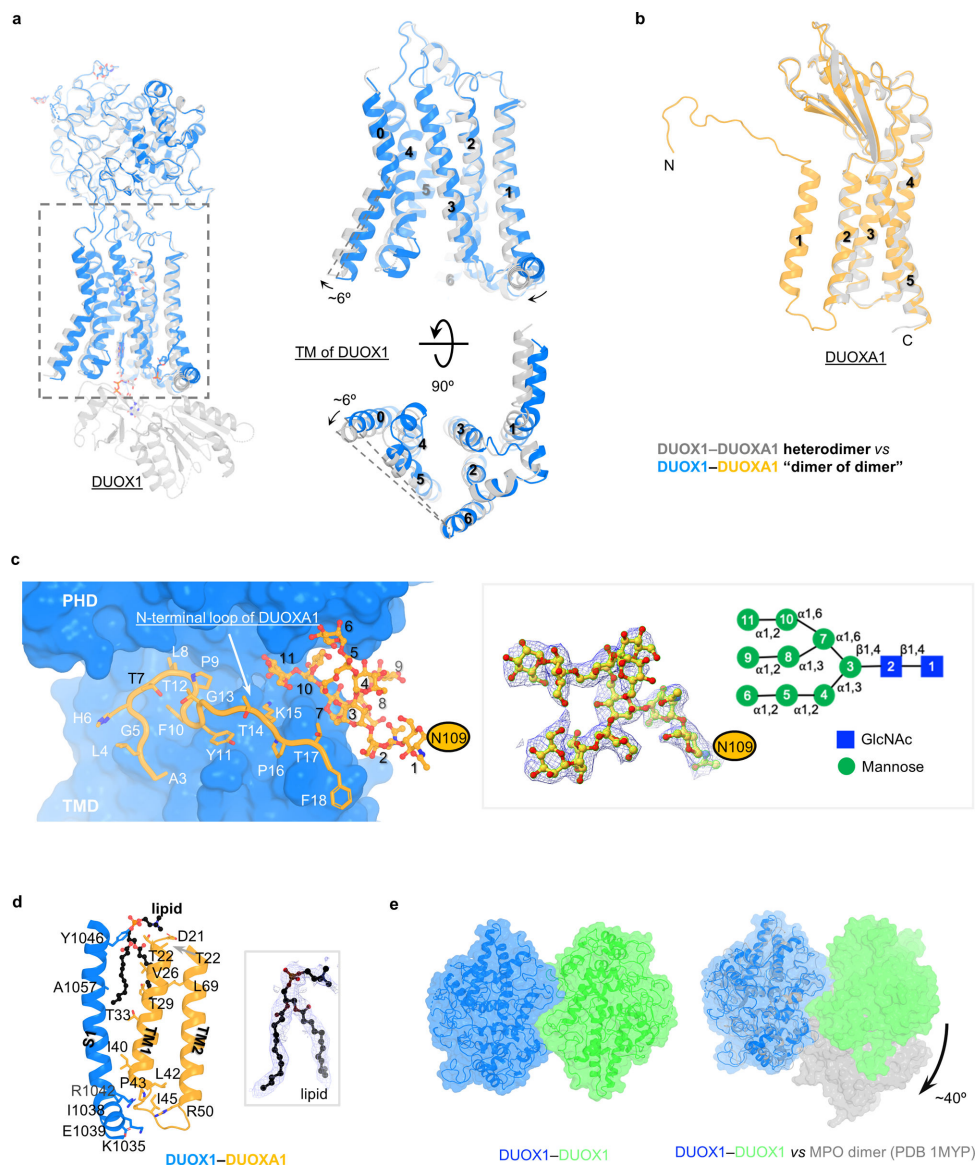 a
0
4
2
5
1
3
6
~6º
TM of DUOX1
90º
~6º
0
4
5
3
1
2
6
DUOX1
b
N
1
2
3
4
5
C
DUOXA1
DUOX1–DUOXA1 heterodimer vs
DUOX1–DUOXA1 “dimer of dimer”
c
PHD
N-terminal loop of DUOXA1
L8
P9
T7
T12
G13
H6
G5
F10
K15
L4
Y11
T14
A3
P16
T17
F18
TMD
6
5
11
9
4
10
8
3
7
2
1
N109
N109
11
10
α1,6
α1,2
7
α1,6
9
8
β1,4
β1,4
α1,2
α1,3
3
2
1
6
5
4
α1,3
α1,2
α1,2
GlcNAc
Mannose
d
lipid
Y1046
D21
T22
T22
V26
A1057
L69
T29
T33
S1
TM1
TM2
I40
P43
L42
R1042
I45
I1038
R50
E1039
K1035
DUOX1–DUOXA1
lipid
e
DUOX1–DUOX1
~40º
DUOX1–DUOX1 vs MPO dimer (PDB 1MYP)